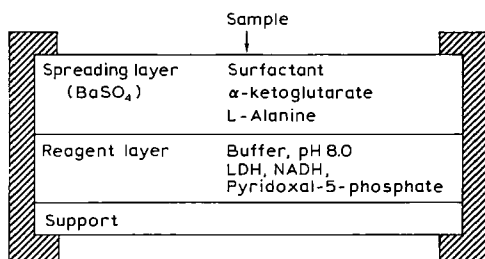 Sample
Spreading layer Surfactant
(BaSO₄) α-ketoglutarate
L-Alanine
Reagent layer Buffer, pH 8.0
LDH, NADH,
Pyridoxal-5-phosphate
Support